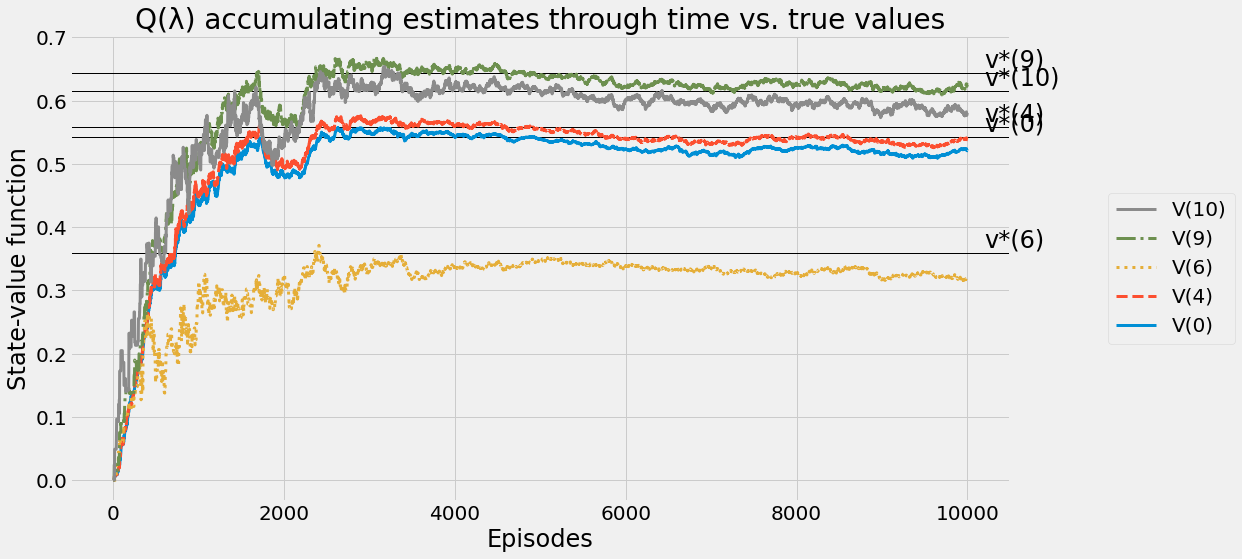 Q(λ) accumulating estimates through time vs. true values
State-value function
0.7
0.6
0.5
0.4
0.3
0.2
0.1
0.0
v*(9)
v*(10)
v*(4)
v*(0)
v*(6)
0 2000 4000 6000 8000 10000
Episodes
V(10)
V(9)
V(6)
V(4)
V(0)